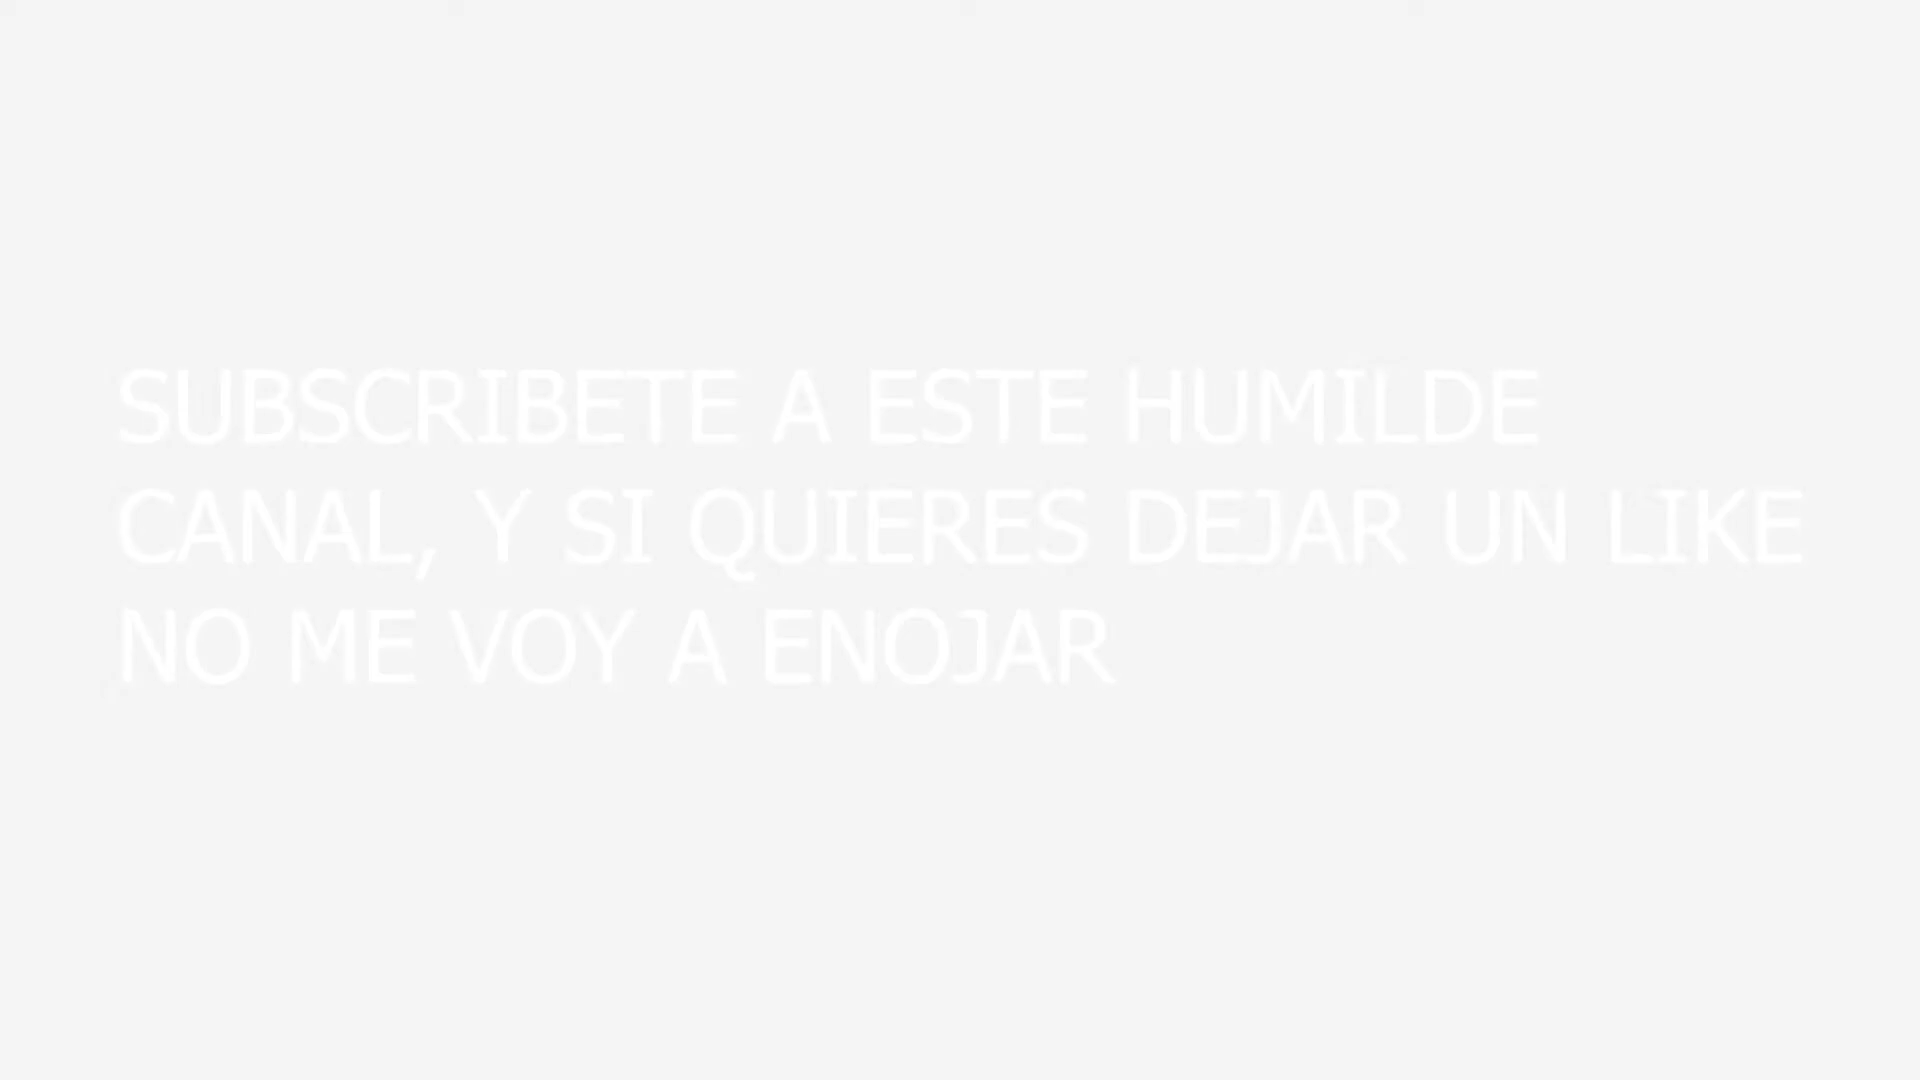 SUBSCRIBETE A ESTE HUMILDE
CANAL, Y SI QUIERES DEJAR UN LIKE
NO ME VOY A ENOJAR